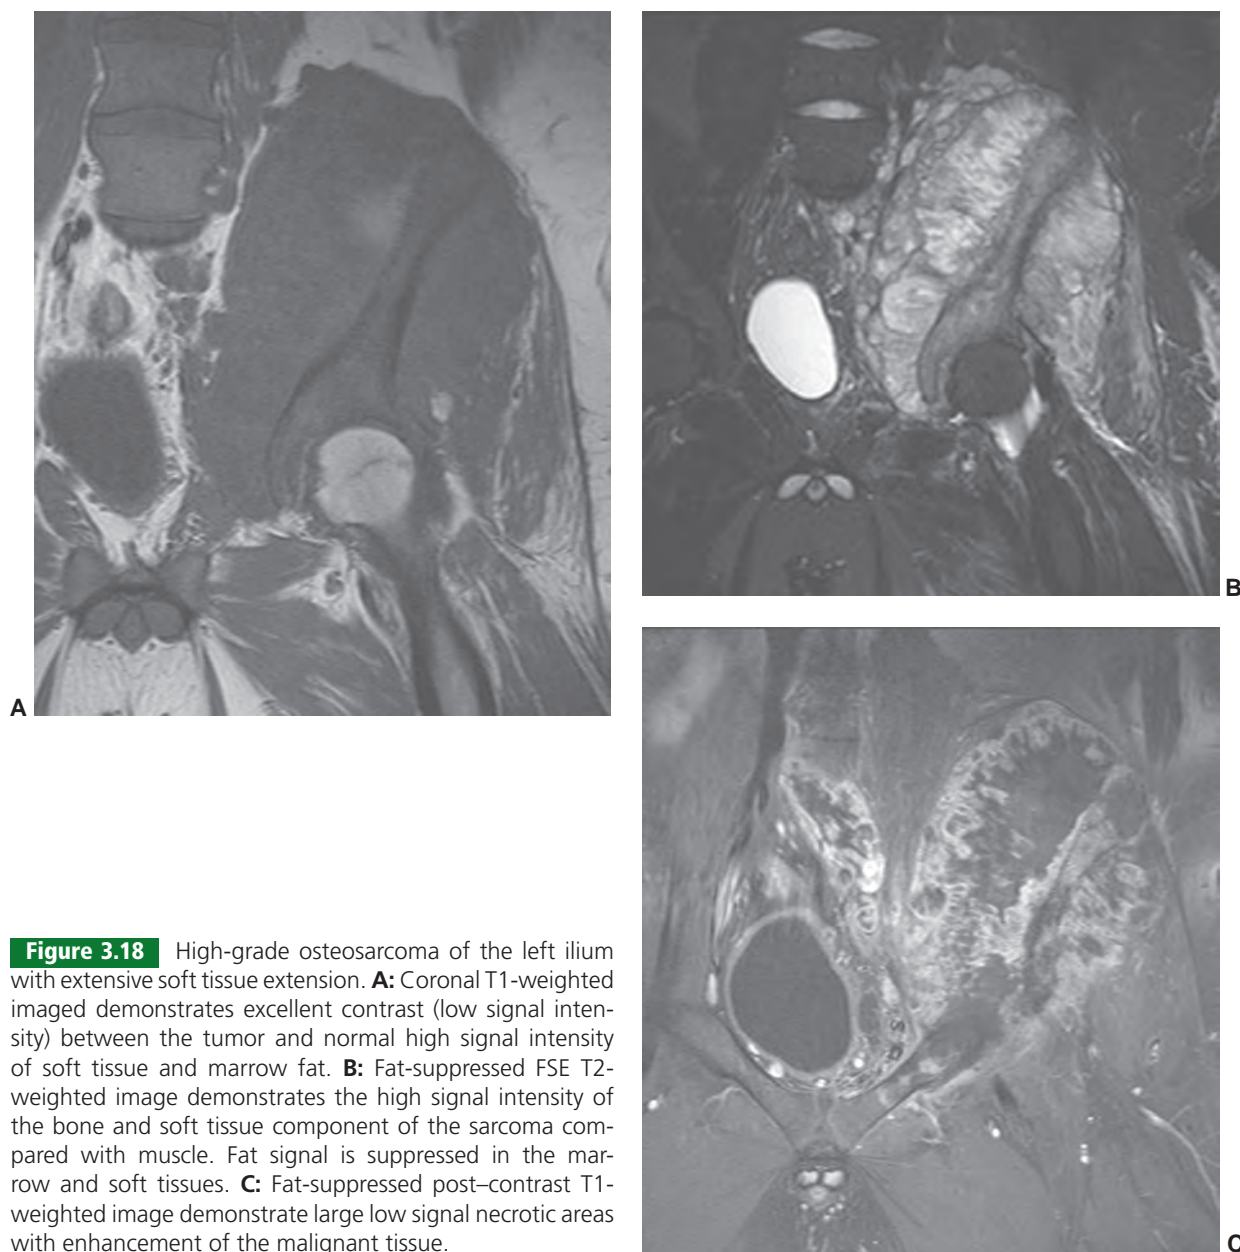 A
B
C
Figure 3.18 High-grade osteosarcoma of the left ilium
with extensive soft tissue extension. A: Coronal T1-weighted
imaged demonstrates excellent contrast (low signal inten-
sity) between the tumor and normal high signal intensity
of soft tissue and marrow fat. B: Fat-suppressed FSE T2-
weighted image demonstrates the high signal intensity of
the bone and soft tissue component of the sarcoma com-
pared with muscle. Fat signal is suppressed in the mar-
row and soft tissues. C: Fat-suppressed post–contrast T1-
weighted image demonstrate large low signal necrotic areas
with enhancement of the malignant tissue.